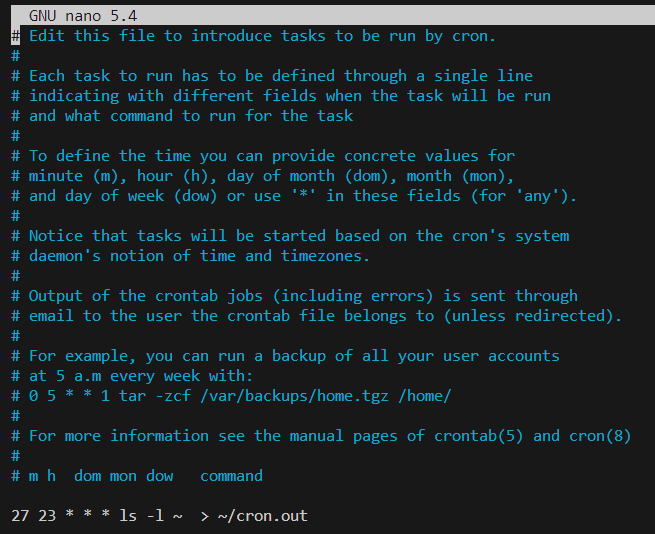 GNU nano 5.4
# Edit this file to introduce tasks to be run by cron.
#
# Each task to run has to be defined through a single line
# indicating with different fields when the task will be run
# and what command to run for the task
#
# To define the time you can provide concrete values for
# minute (m), hour (h), day of month (dom), month (mon),
# and day of week (dow) or use '*' in these fields (for 'any').
#
# Notice that tasks will be started based on the cron's system
# daemon's notion of time and timezones.
#
# Output of the crontab jobs (including errors) is sent through
# email to the user the crontab file belongs to (unless redirected).
#
# For example, you can run a backup of all your user accounts
# at 5 a.m every week with:
# 0 5 * * 1 tar -zcf /var/backups/home.tgz /home/
#
# For more information see the manual pages of crontab(5) and cron(8)
#
# m h  dom mon dow   command

27 23 * * * ls -l ~  > ~/cron.out